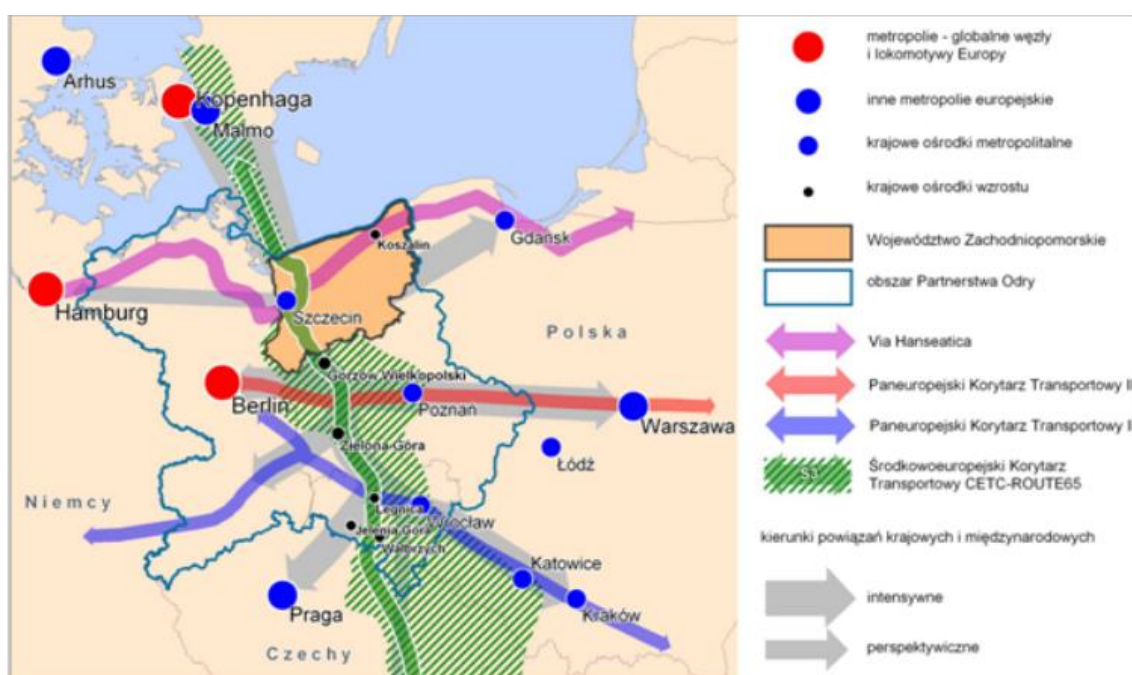 Arhus
Kopenhaga
Malmo
Koszalin
Gdańsk
Hamburg
Szczecin
Polska
Gorzów Wielkopolski
Berlin
Poznań
Warszawa
Zielona Góra
Łódź
Niemcy
Legnica
Wrocław
Jelenia Góra
Wałbrzych
Katowice
Praga
Kraków
Czechy
metropolie - globalne węzły
i lokomotywy Europy
inne metropolie europejskie
krajowe ośrodki metropolitalne
krajowe ośrodki wzrostu
Województwo Zachodniopomorskie
obszar Partnerstwa Odry
Via Hanseatica
Paneuropejski Korytarz Transportowy II
Paneuropejski Korytarz Transportowy I
S3
Środkowoeuropejski Korytarz
Transportowy CETC-ROUTE65
kierunki powiązań krajowych i międzynarodowych
intensywne
perspektywiczne